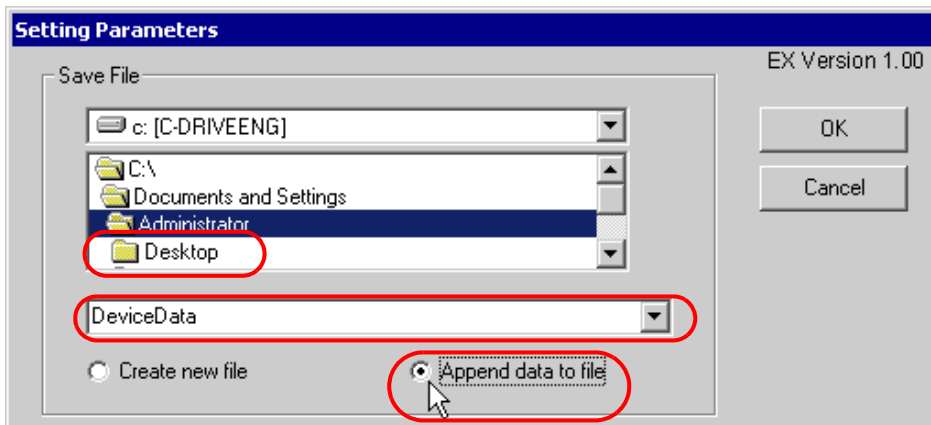 Setting Parameters
EX Version 1.00
Save File
c: [C-DRIVEENG]
OK
C:\
Documents and Settings
Cancel
Administrator
Desktop
DeviceData
Create new file
Append data to file